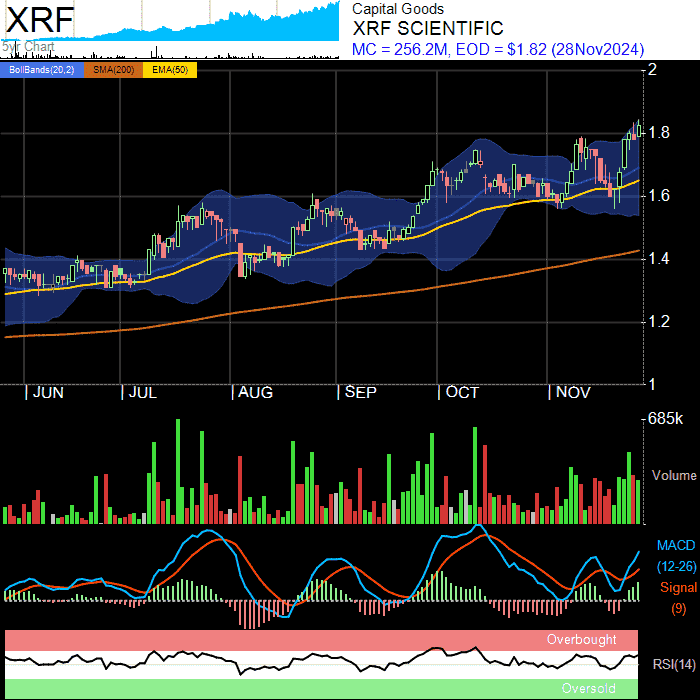 XRF
5yr Chart
Capital Goods
XRF SCIENTIFIC
MC = 256.2M, EOD = $1.82 (28Nov2024)
BollBands(20,2) SMA(200) EMA(50)
2
1.8
1.6
1.4
1.2
1
JUN JUL AUG SEP OCT NOV
685k
Volume
MACD
(12-26)
Signal
(9)
Overbought
RSI(14)
Oversold